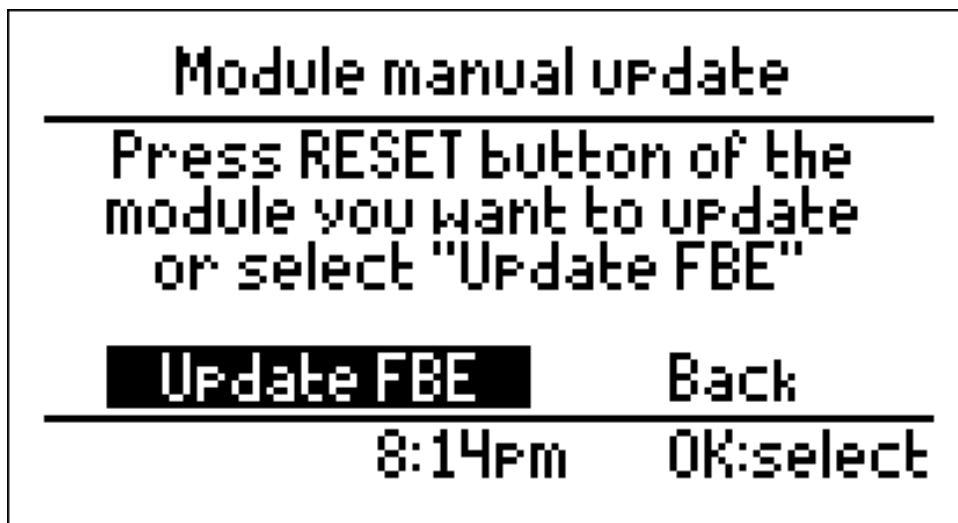 Module manual update
Press RESET button of the
module you want to update
or select "Update FBE"
Update FBE Back
8:14pm OK:select